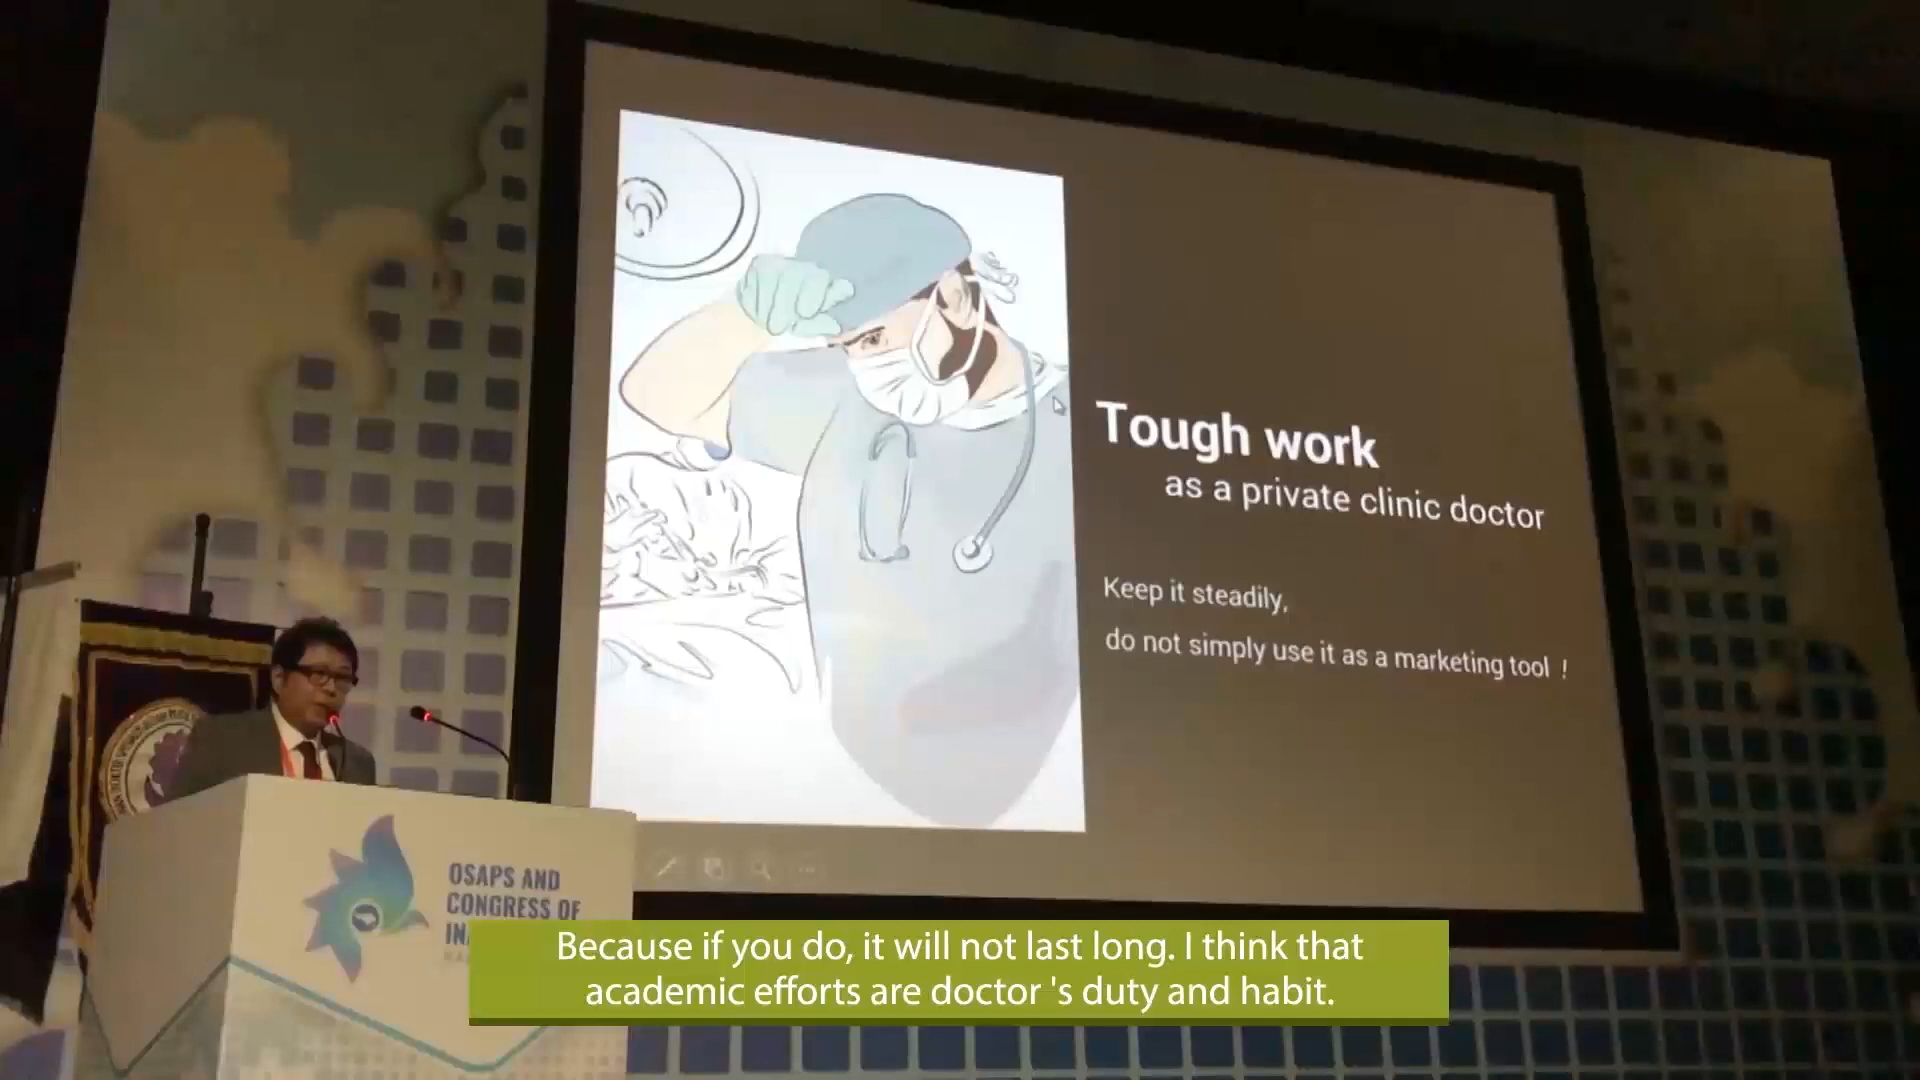 Tough work
as a private clinic doctor
Keep it steadily,
do not simply use it as a marketing tool !
OSAPS AND
CONGRESS OF
Because if you do, it will not last long. I think that
academic efforts are doctor 's duty and habit.